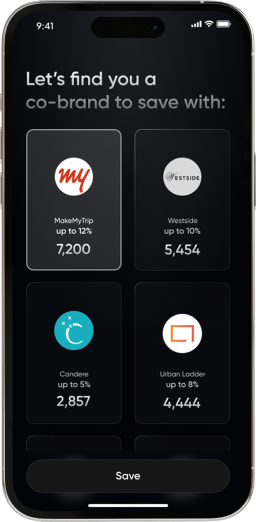 9:41
Let's find you a
co-brand to save with:
my
WESTSIDE
MakeMyTrip
up to 12%
7,200
Westside
up to 10%
5,454
Candere
up to 5%
2,857
Urban Ladder
up to 8%
4,444
Save